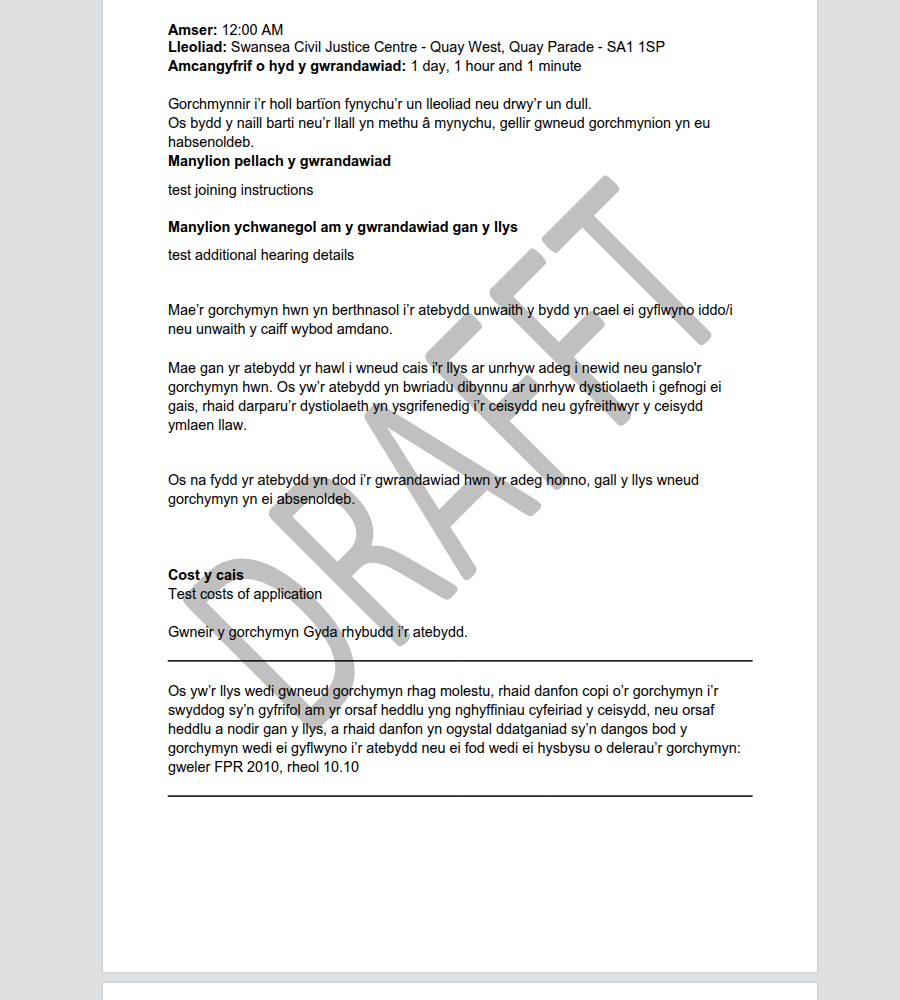 Amser: 12:00 AM
Lleoliad: Swansea Civil Justice Centre - Quay West, Quay Parade - SA1 1SP
Amcangyfrif o hyd y gwrandawiad: 1 day, 1 hour and 1 minute
Gorchmynnir i’r holl bartïon fynychu’r un lleoliad neu drwy’r un dull.
Os bydd y naill barti neu’r llall yn methu â mynychu, gellir gwneud gorchmynion yn eu
habsenoldeb.
Manylion pellach y gwrandawiad
test joining instructions
Manylion ychwanegol am y gwrandawiad gan y llys
test additional hearing details
Mae’r gorchymyn hwn yn berthnasol i’r atebydd unwaith y bydd yn cael ei gyflwyno iddo/i
neu unwaith y caiff wybod amdano.
Mae gan yr atebydd yr hawl i wneud cais i'r llys ar unrhyw adeg i newid neu ganslo'r
gorchymyn hwn. Os yw’r atebydd yn bwriadu dibynnu ar unrhyw dystiolaeth i gefnogi ei
gais, rhaid darparu’r dystiolaeth yn ysgrifenedig i’r ceisydd neu gyfreithwyr y ceisydd
ymlaen llaw.
Os na fydd yr atebydd yn dod i’r gwrandawiad hwn yr adeg honno, gall y llys wneud
gorchymyn yn ei absenoldeb.
Cost y cais
Test costs of application
Gwneir y gorchymyn Gyda rhybudd i’r atebydd.
Os yw’r llys wedi gwneud gorchymyn rhag molestu, rhaid danfon copi o’r gorchymyn i’r
swyddog sy’n gyfrifol am yr orsaf heddlu yng nghyffiniau cyfeiriad y ceisydd, neu orsaf
heddlu a nodir gan y llys, a rhaid danfon yn ogystal ddatganiad sy’n dangos bod y
gorchymyn wedi ei gyflwyno i’r atebydd neu ei fod wedi ei hysbysu o delerau’r gorchymyn:
gweler FPR 2010, rheol 10.10
DRAFFT